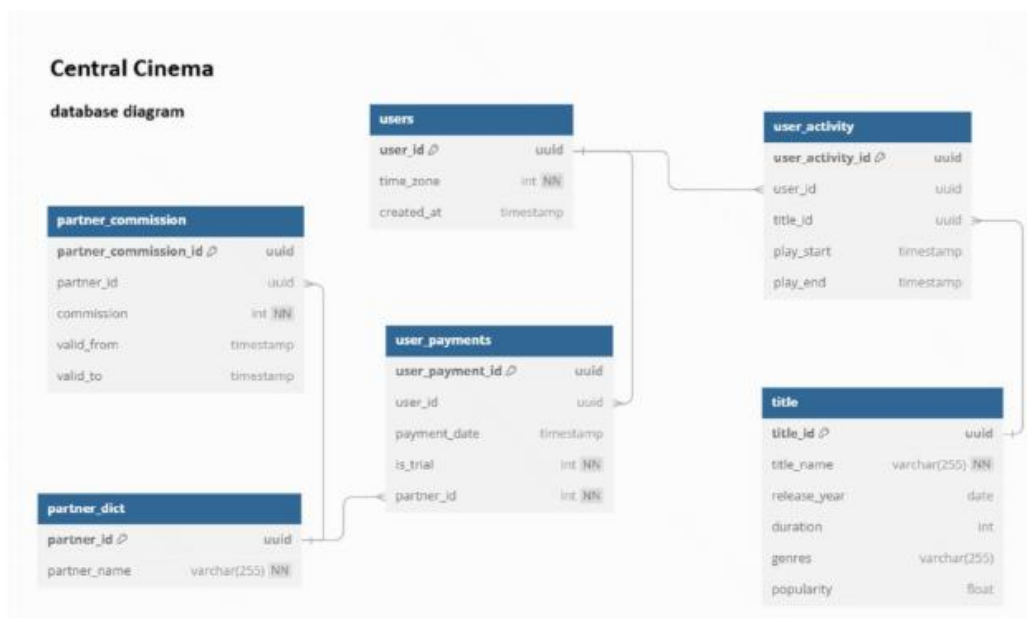 Central Cinema
database diagram
users
user_id uuid
time_zone int NN
created_at timestamp
user_activity
user_activity_id uuid
user_id uuid
title_id uuid
play_start timestamp
play_end timestamp
partner_commission
partner_commission_id uuid
partner_id uuid
commission int NN
valid_from timestamp
valid_to timestamp
user_payments
user_payment_id uuid
user_id uuid
payment_date timestamp
is_trial int NN
partner_id int NN
title
title_id uuid
title_name varchar(255) NN
release_year date
duration int
genres varchar(255)
popularity float
partner_dict
partner_id uuid
partner_name varchar(255) NN